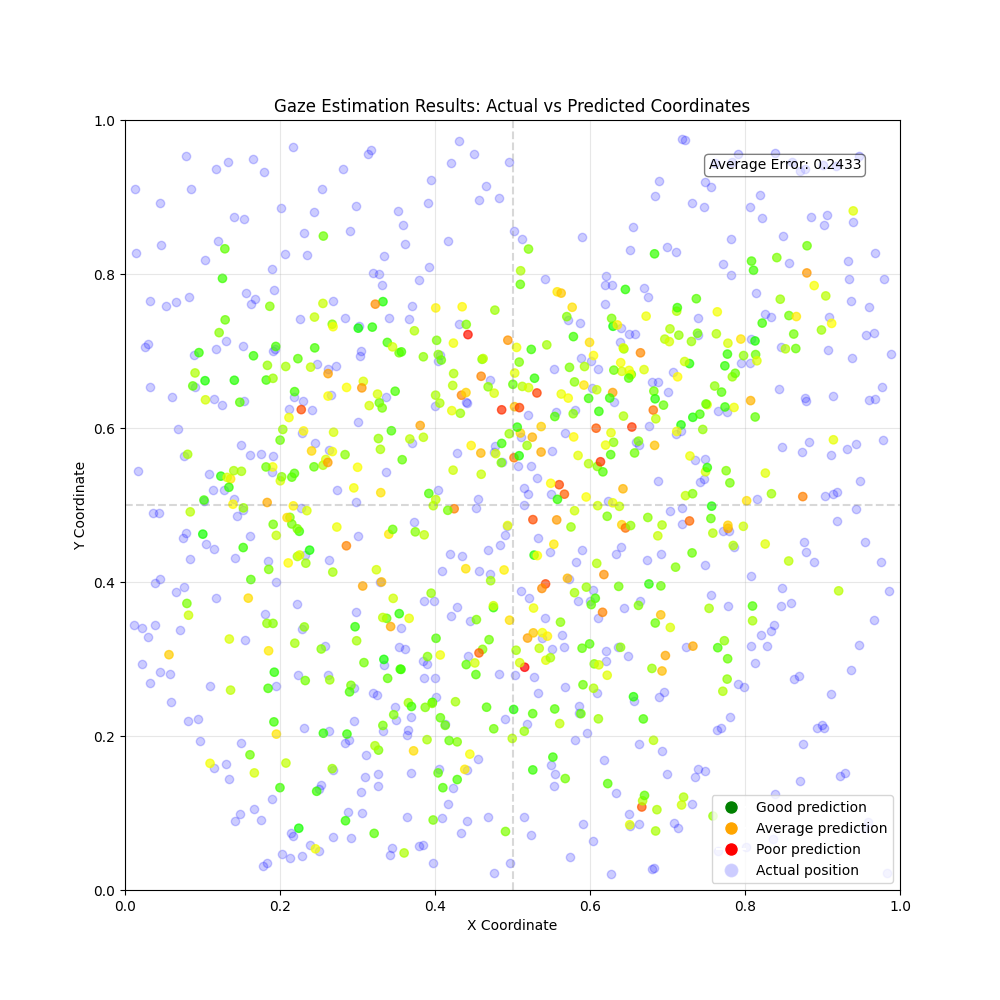 Gaze Estimation Results: Actual vs Predicted Coordinates
Average Error: 0.2433
Y Coordinate
1.0
0.8
0.6
0.4
0.2
0.0
Good prediction
Average prediction
Poor prediction
Actual position
0.0 0.2 0.4 0.6 0.8 1.0
X Coordinate